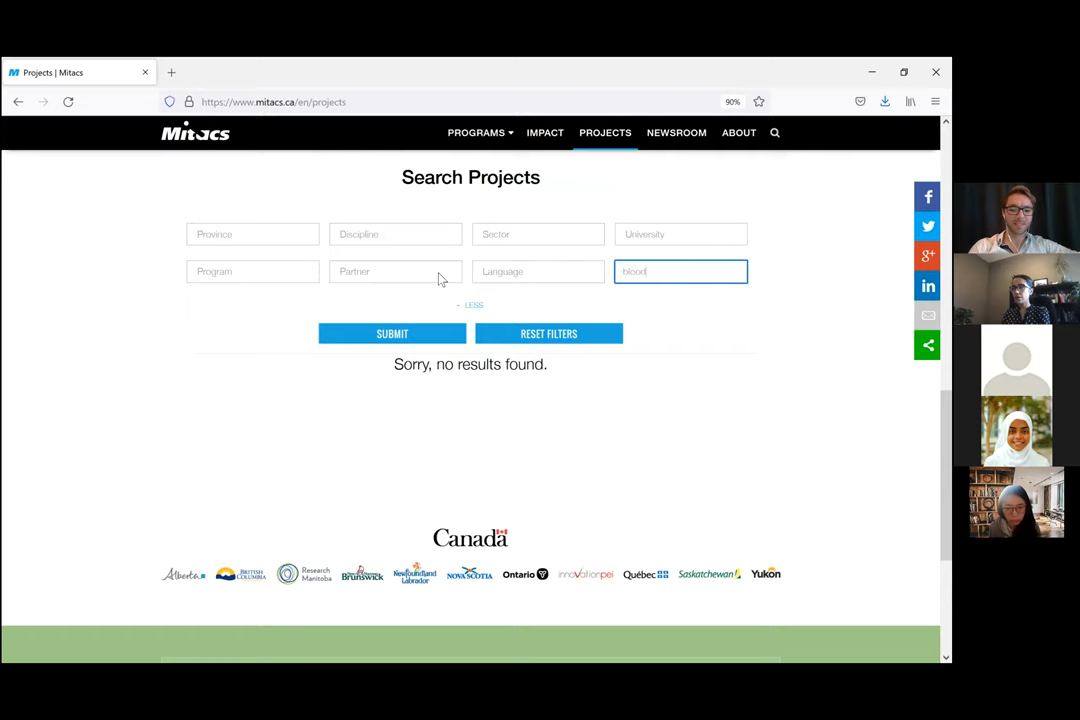 Projects | Mitacs
https://www.mitacs.ca/en/projects
90%
Mitacs
PROGRAMS
IMPACT
PROJECTS
NEWSROOM
ABOUT
Search Projects
Province
Discipline
Sector
University
Program
Partner
Language
blood
- LESS
SUBMIT
RESET FILTERS
Sorry, no results found.
Canada
Alberta
BRITISH
COLUMBIA
Research
Manitoba
Brunswick
Newfoundland
Labrador
NOVA SCOTIA
Ontario
innovationpei
Québec
Saskatchewan
Yukon